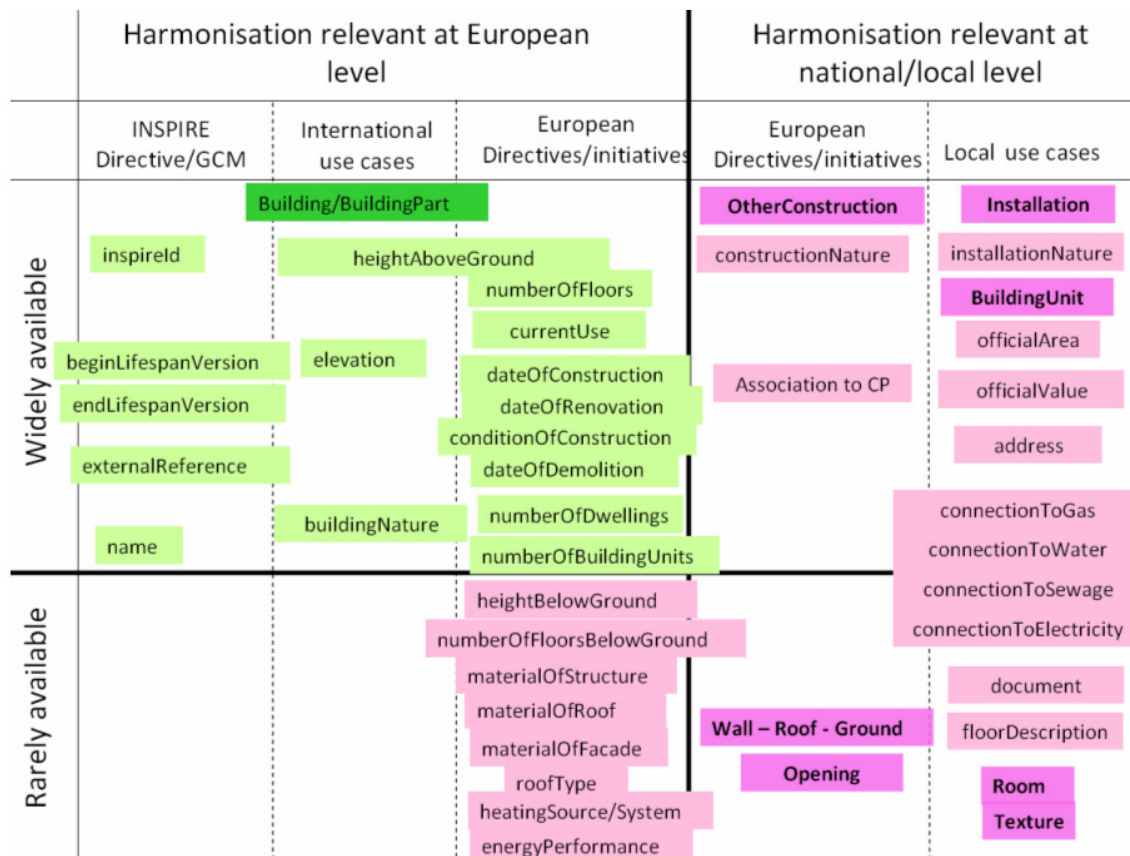 Harmonisation relevant at European
level
Harmonisation relevant at
national/local level
INSPIRE
Directive/GCM
International
use cases
European
Directives/initiatives
European
Directives/initiatives
Local use cases
Widely available
Building/BuildingPart
OtherConstruction
Installation
inspireId
heightAboveGround
constructionNature
installationNature
numberOfFloors
BuildingUnit
currentUse
officialArea
beginLifespanVersion
elevation
dateOfConstruction
Association to CP
officialValue
endLifespanVersion
dateOfRenovation
conditionOfConstruction
address
externalReference
dateOfDemolition
buildingNature
numberOfDwellings
connectionToGas
name
numberOfBuildingUnits
connectionToWater
Rarely available
heightBelowGround
connectionToSewage
numberOfFloorsBelowGround
connectionToElectricity
materialOfStructure
document
materialOfRoof
Wall – Roof - Ground
floorDescription
materialOfFacade
Opening
roofType
Room
heatingSource/System
Texture
energyPerformance